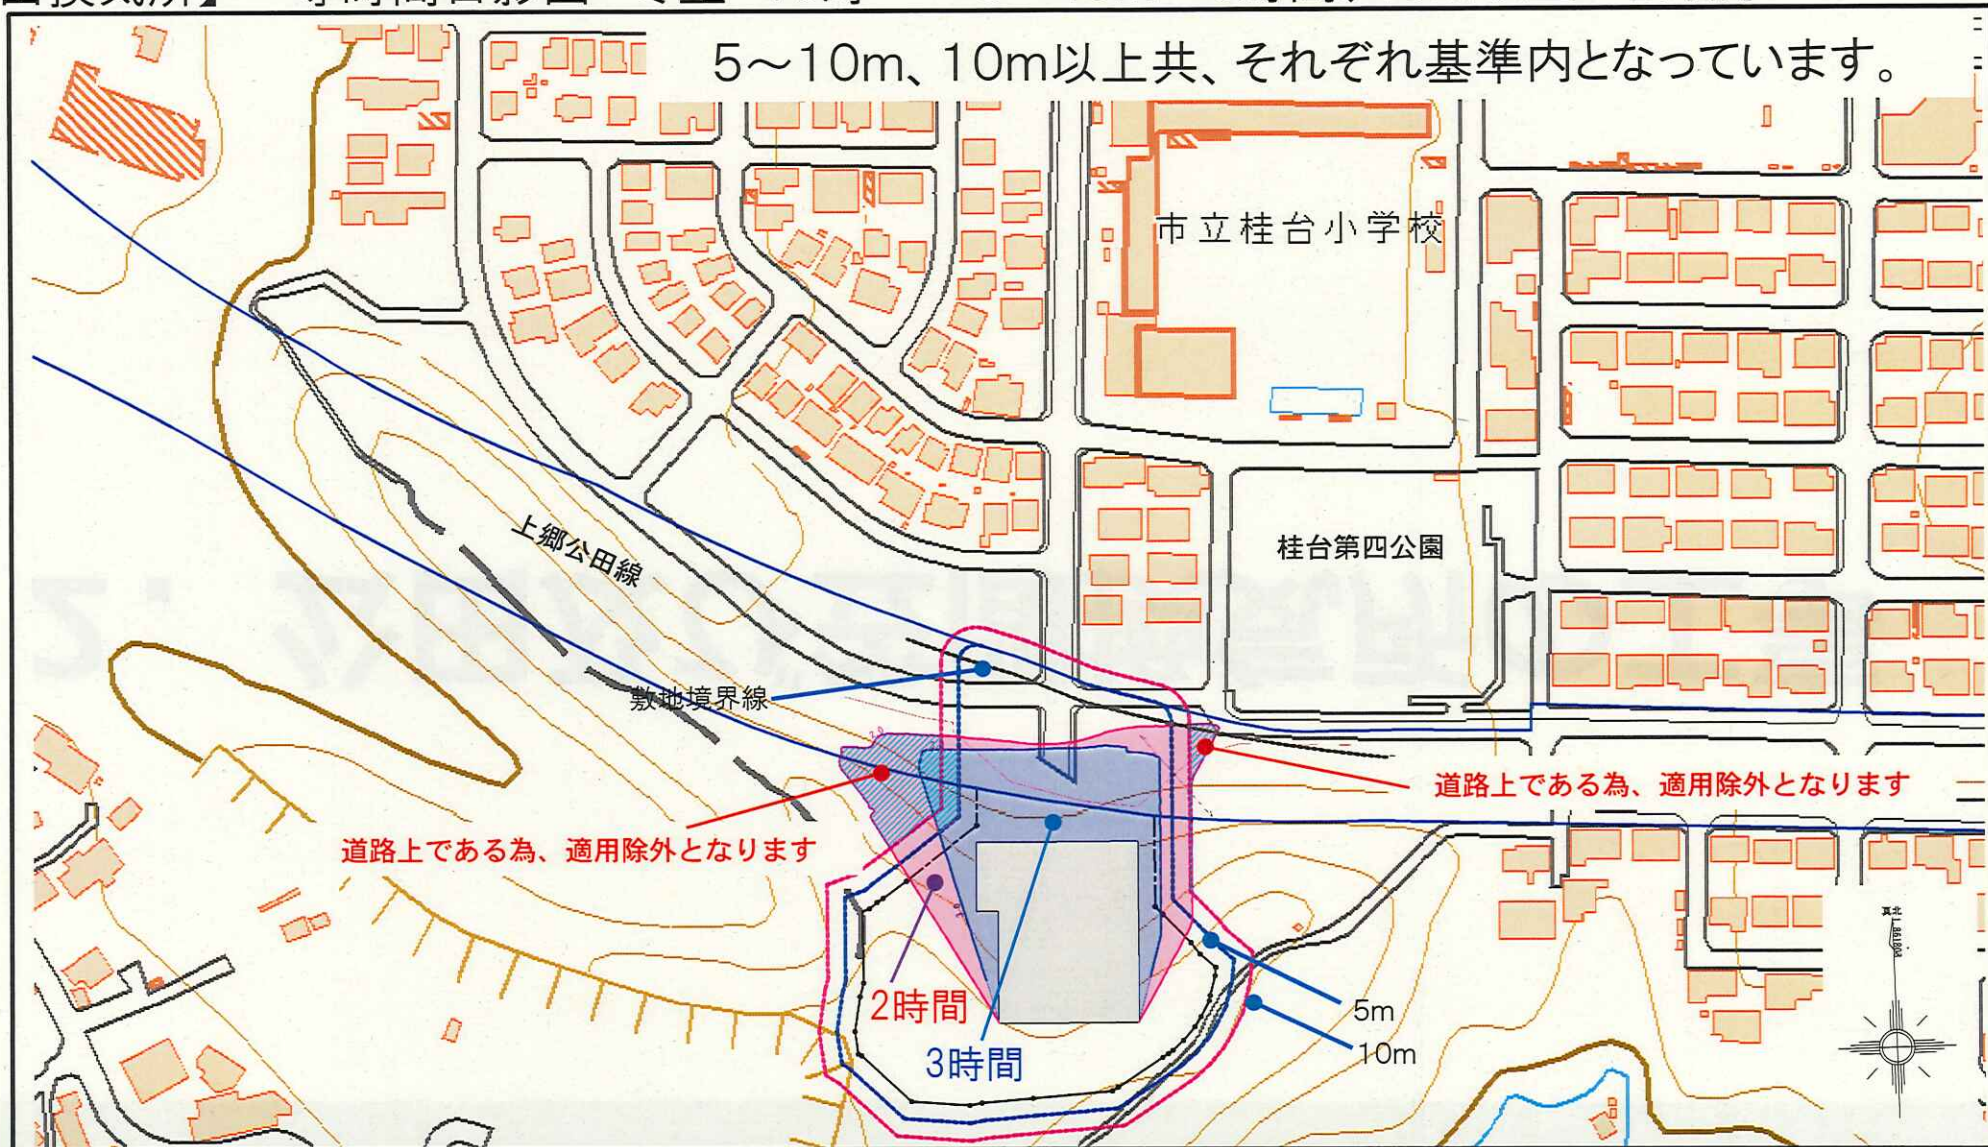 5～10m、10m以上共、それぞれ基準内となっています。
市立桂台小学校
上郷公田線
桂台第四公園
敷地境界線
道路上である為、適用除外となります
道路上である為、適用除外となります
2時間
3時間
5m
10m
真北